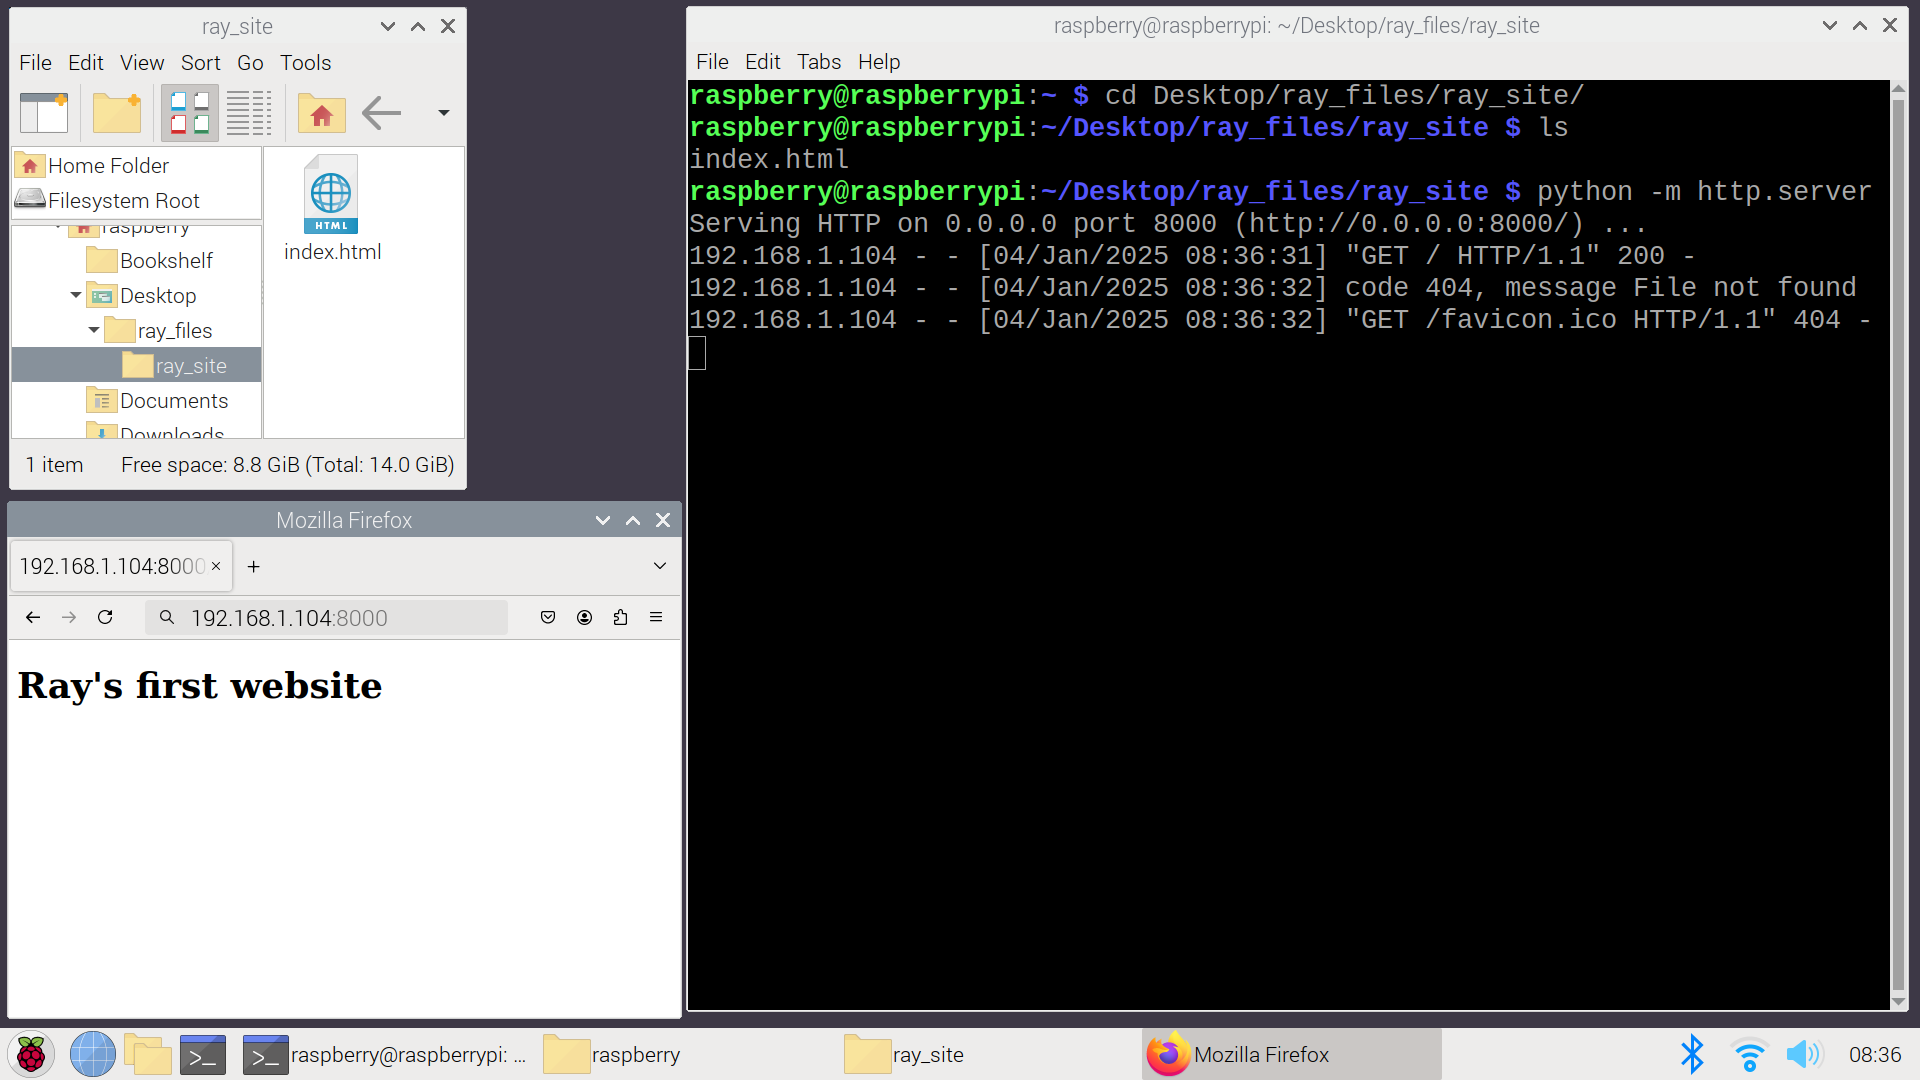 ray_site
File Edit View Sort Go Tools
Home Folder
Filesystem Root
raspberry
Bookshelf
Desktop
ray_files
ray_site
Documents
Downloads
HTML
index.html
1 item Free space: 8.8 GiB (Total: 14.0 GiB)
Mozilla Firefox
192.168.1.104:8000
192.168.1.104:8000
Ray's first website
raspberry@raspberrypi: ~/Desktop/ray_files/ray_site
File Edit Tabs Help
raspberry@raspberrypi:~ $ cd Desktop/ray_files/ray_site/
raspberry@raspberrypi:~/Desktop/ray_files/ray_site $ ls
index.html
raspberry@raspberrypi:~/Desktop/ray_files/ray_site $ python -m http.server
Serving HTTP on 0.0.0.0 port 8000 (http://0.0.0.0:8000/) ...
192.168.1.104 - - [04/Jan/2025 08:36:31] "GET / HTTP/1.1" 200 -
192.168.1.104 - - [04/Jan/2025 08:36:32] code 404, message File not found
192.168.1.104 - - [04/Jan/2025 08:36:32] "GET /favicon.ico HTTP/1.1" 404 -
raspberry@raspberrypi: ... raspberry ray_site Mozilla Firefox 08:36